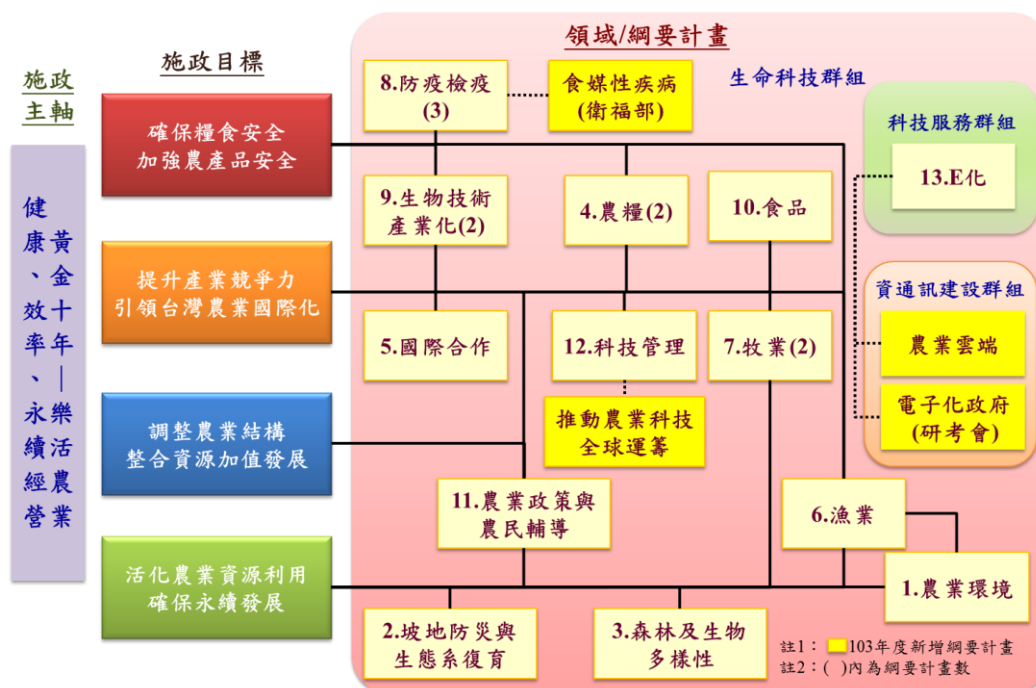 領域/綱要計畫
施政
主軸
施政目標
健康、效率、永續經營
黃金十年｜樂活農業
確保糧食安全
加強農產品安全
提升產業競爭力
引領台灣農業國際化
調整農業結構
整合資源加值發展
活化農業資源利用
確保永續發展
生命科技群組
8.防疫檢疫
(3)
食媒性疾病
(衛福部)
9.生物技術
產業化(2)
4.農糧(2)
10.食品
科技服務群組
13.E化
5.國際合作
12.科技管理
7.牧業(2)
資通訊建設群組
農業雲端
電子化政府
(研考會)
推動農業科技
全球運籌
11.農業政策與
農民輔導
6.漁業
1.農業環境
2.坡地防災與
生態系復育
3.森林及生物
多樣性
註1：103年度新增綱要計畫
註2：( )內為綱要計畫數